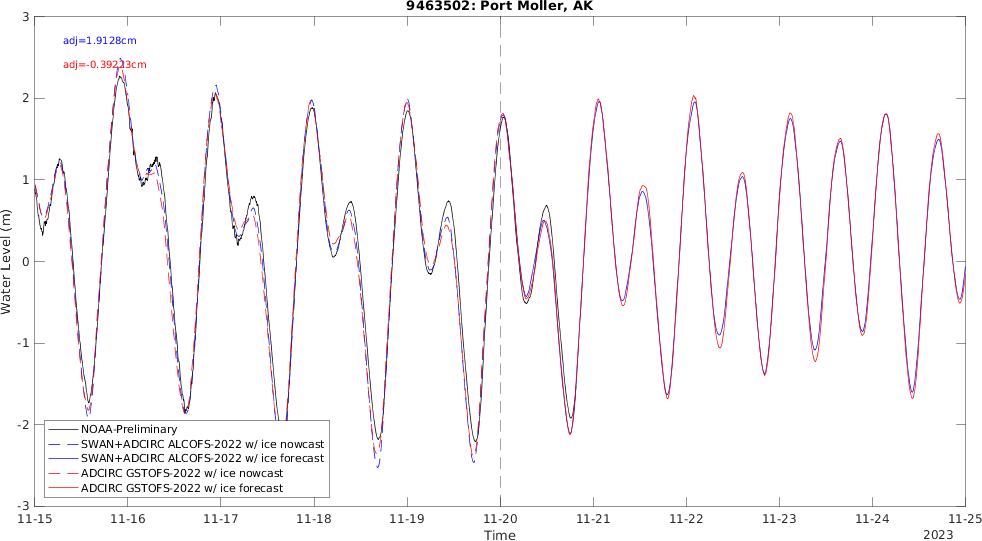 9463502: Port Moller, AK
adj=1.9128cm
adj=-0.39223cm
Water Level (m)
3
2
1
0
-1
-2
-3
NOAA-Preliminary
SWAN+ADCIRC ALCOFS-2022 w/ ice nowcast
SWAN+ADCIRC ALCOFS-2022 w/ ice forecast
ADCIRC GSTOFS-2022 w/ ice nowcast
ADCIRC GSTOFS-2022 w/ ice forecast
11-15 11-16 11-17 11-18 11-19 11-20 11-21 11-22 11-23 11-24 11-25
Time
2023